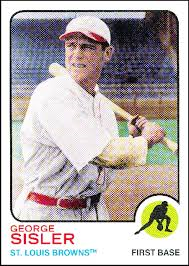 GEORGE
SISLER
ST. LOUIS BROWNS™
FIRST BASE